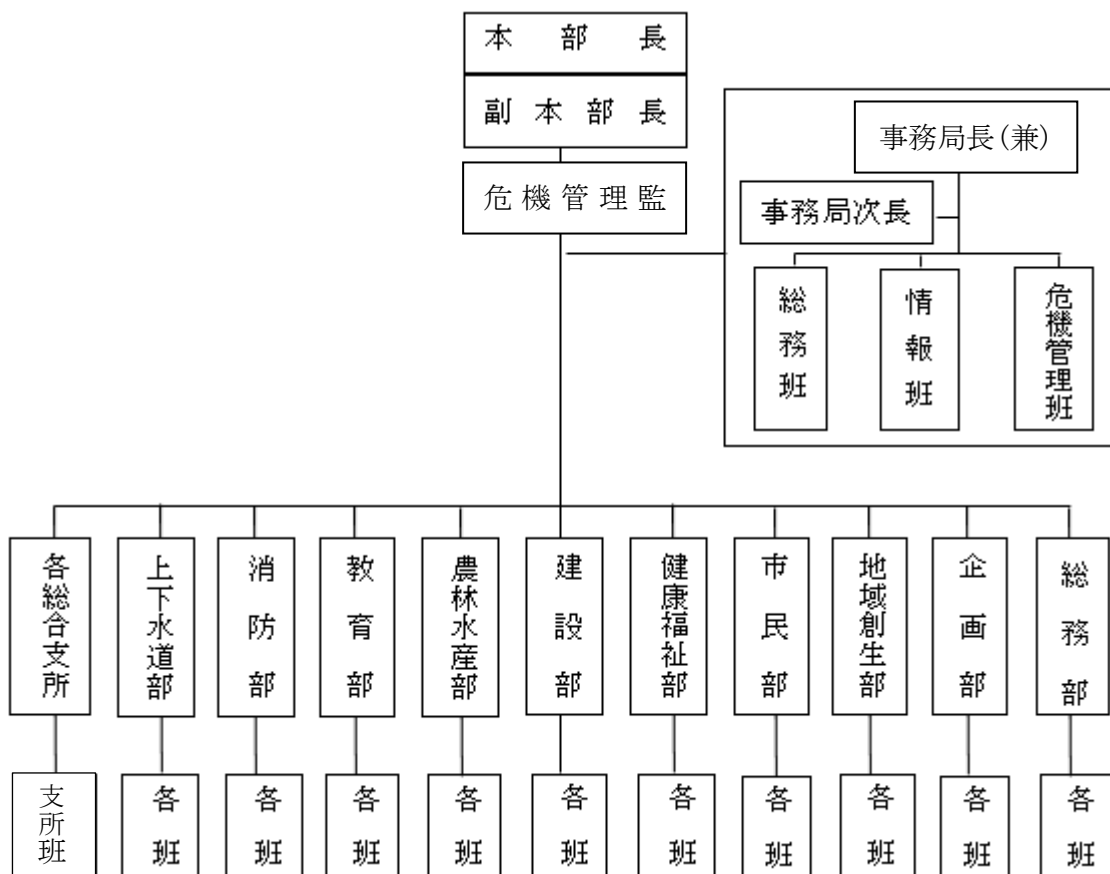 本部長
副本部長
危機管理監
事務局長(兼)
事務局次長
総務班
情報班
危機管理班
各総合支所
上下水道部
消防部
教育部
農林水産部
建設部
健康福祉部
市民部
地域創生部
企画部
総務部
支所班
各班
各班
各班
各班
各班
各班
各班
各班
各班
各班